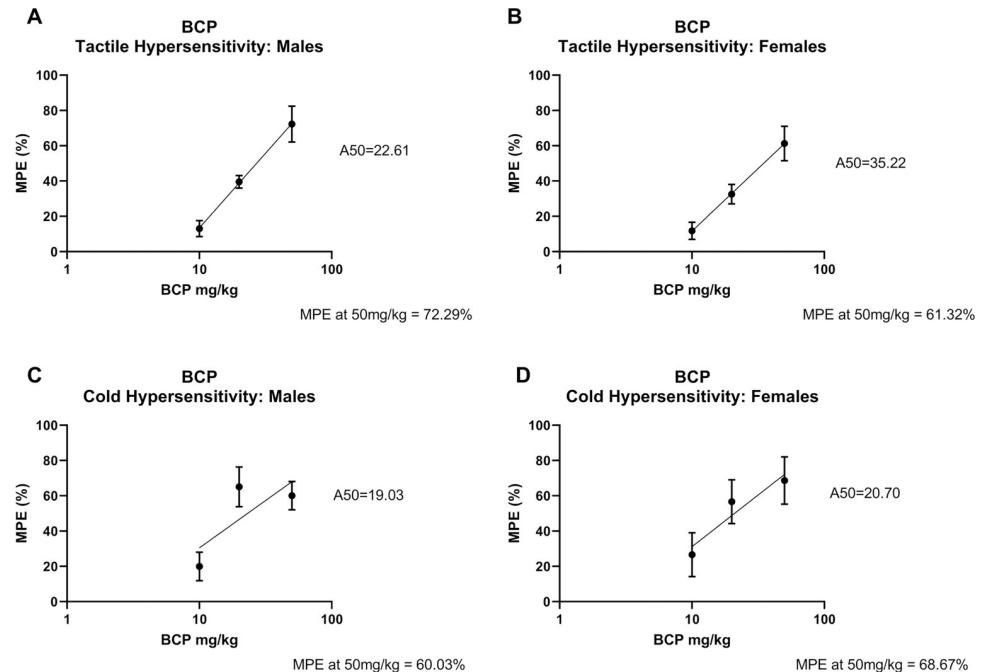 A
BCP
Tactile Hypersensitivity: Males
MPE (%)
100
80
60
40
20
0
1
10
100
BCP mg/kg
A50=22.61
MPE at 50mg/kg = 72.29%
B
BCP
Tactile Hypersensitivity: Females
MPE (%)
100
80
60
40
20
0
1
10
100
BCP mg/kg
A50=35.22
MPE at 50mg/kg = 61.32%
C
BCP
Cold Hypersensitivity: Males
MPE (%)
100
80
60
40
20
0
1
10
100
BCP mg/kg
A50=19.03
MPE at 50mg/kg = 60.03%
D
BCP
Cold Hypersensitivity: Females
MPE (%)
100
80
60
40
20
0
1
10
100
BCP mg/kg
A50=20.70
MPE at 50mg/kg = 68.67%